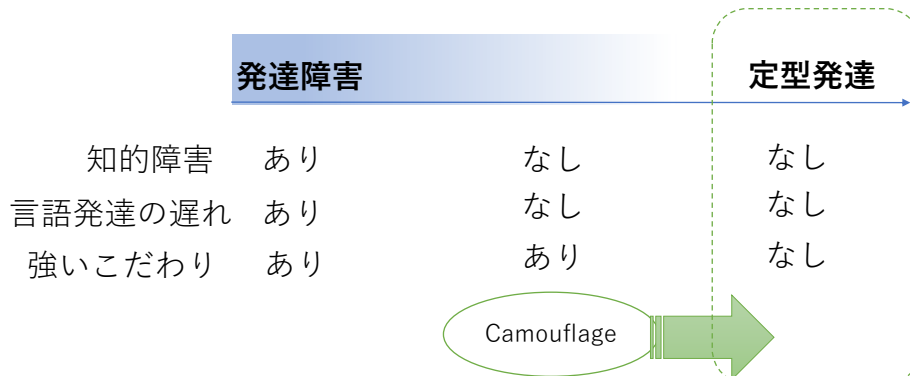 発達障害 定型発達
知的障害 あり なし なし
言語発達の遅れ あり なし なし
強いこだわり あり あり なし
Camouflage